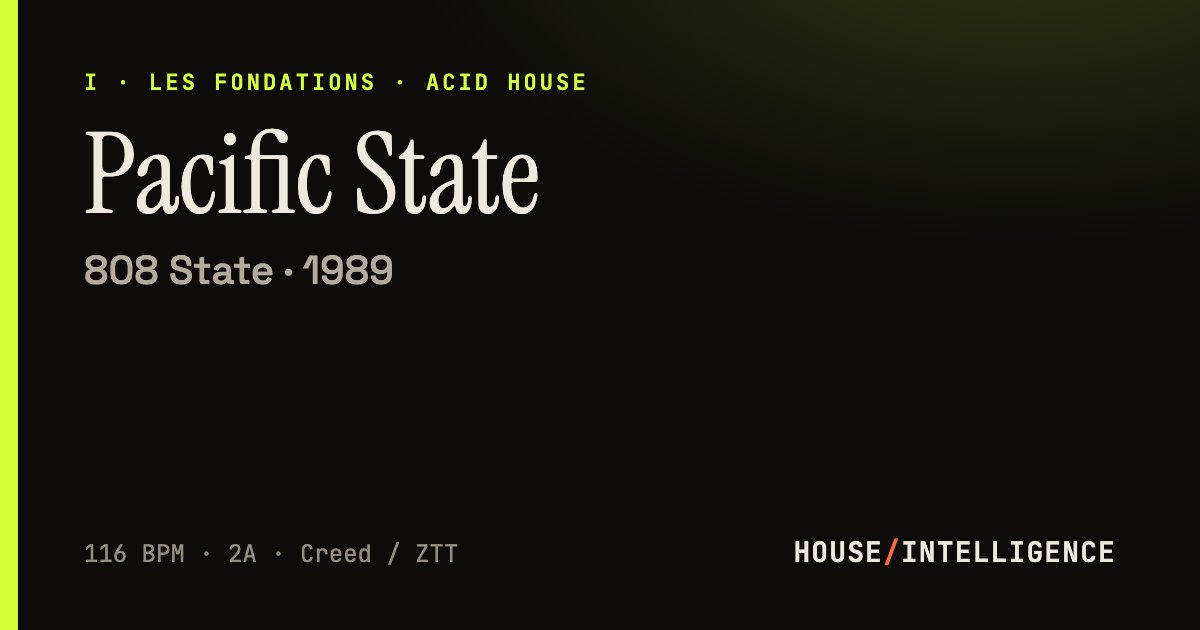 I · LES FONDATIONS · ACID HOUSE
Pacific State
808 State · 1989
116 BPM · 2A · Creed / ZTT
HOUSE/INTELLIGENCE